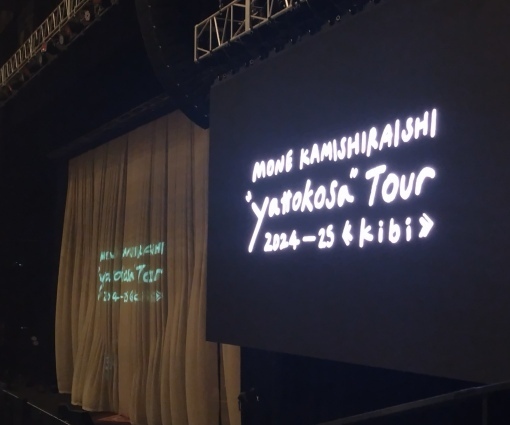 MONE KAMISHIRAISHI
"yattokosa" Tour
2024-25 《kibi》